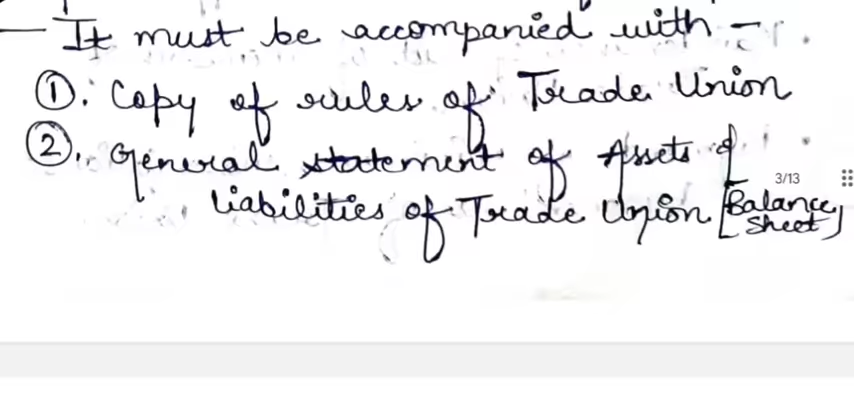 — It must be accompanied with —
①. Copy of rules of Trade Union
②. General statement of Assets &
liabilities of Trade Union [Balance Sheet]
3/13